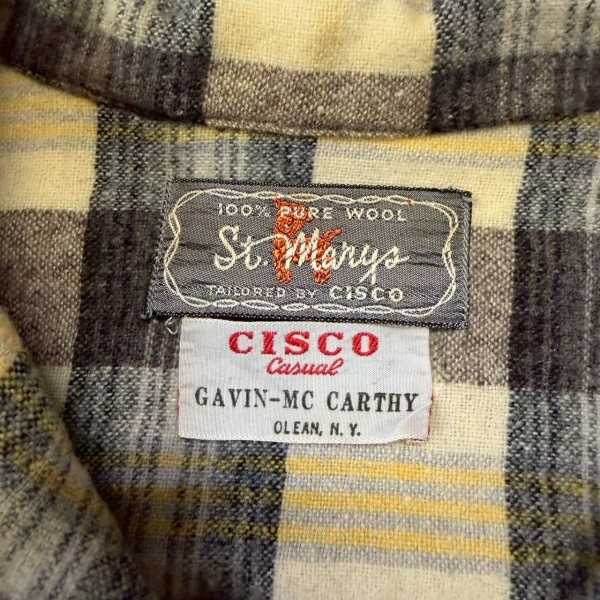 100% PURE WOOL
St. Marys
TAILORED BY CISCO
CISCO
Casual
GAVIN-MC CARTHY
OLEAN, N.Y.